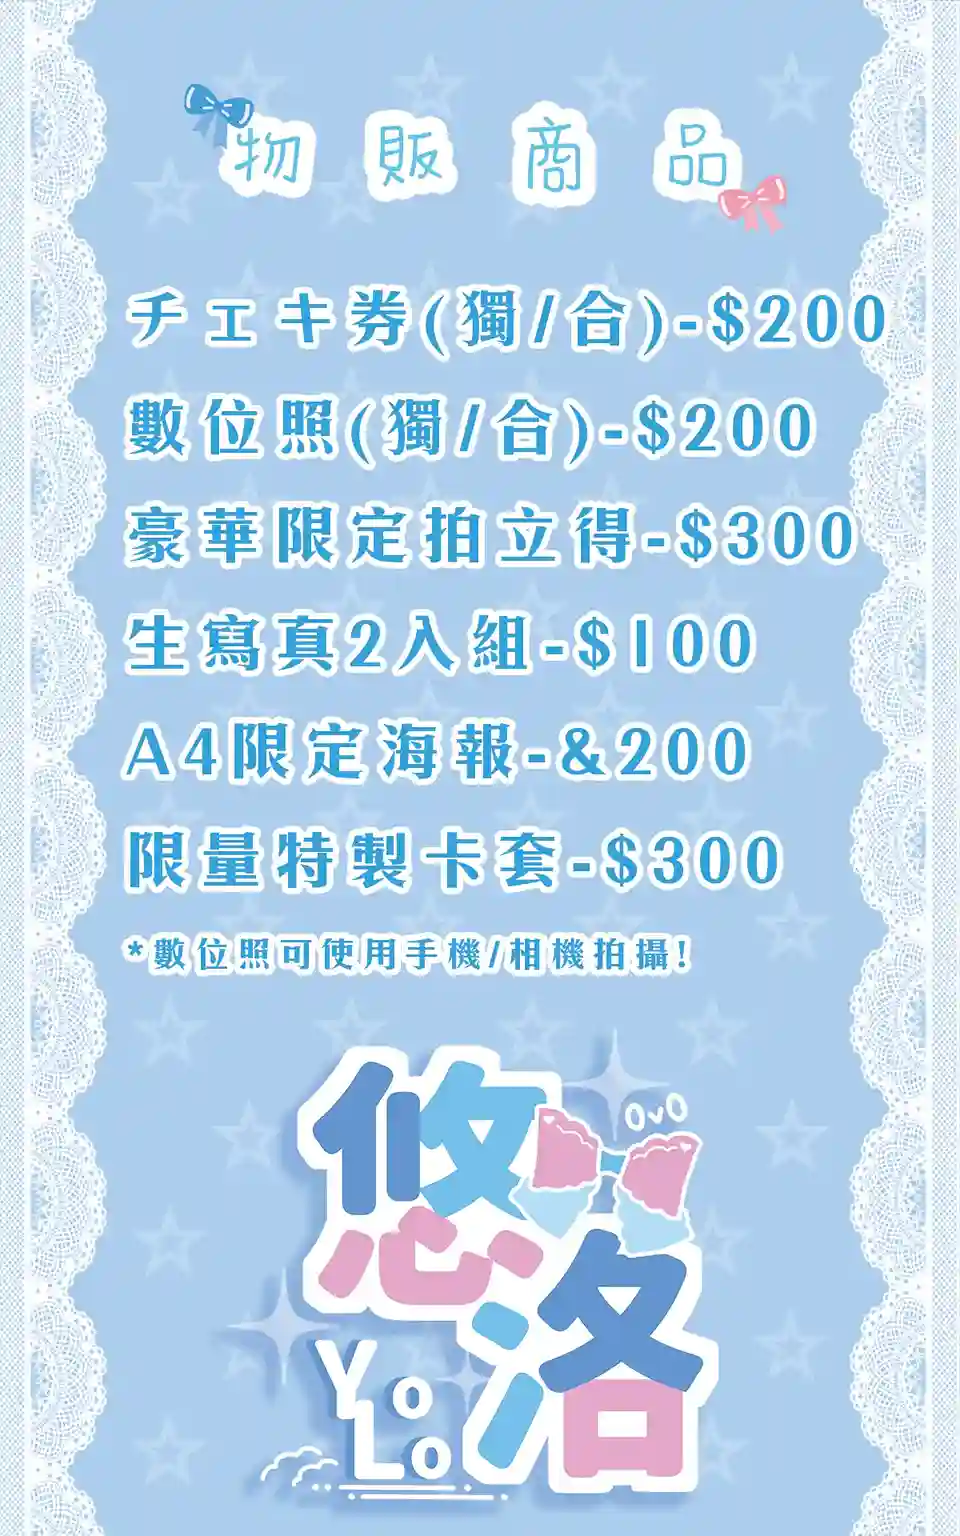 物販商品
チェキ券(獨/合)-$200
數位照(獨/合)-$200
豪華限定拍立得-$300
生寫真2入組-$100
A4限定海報-&200
限量特製卡套-$300
*數位照可使用手機/相機拍攝!
悠洛
OvO
YoLo